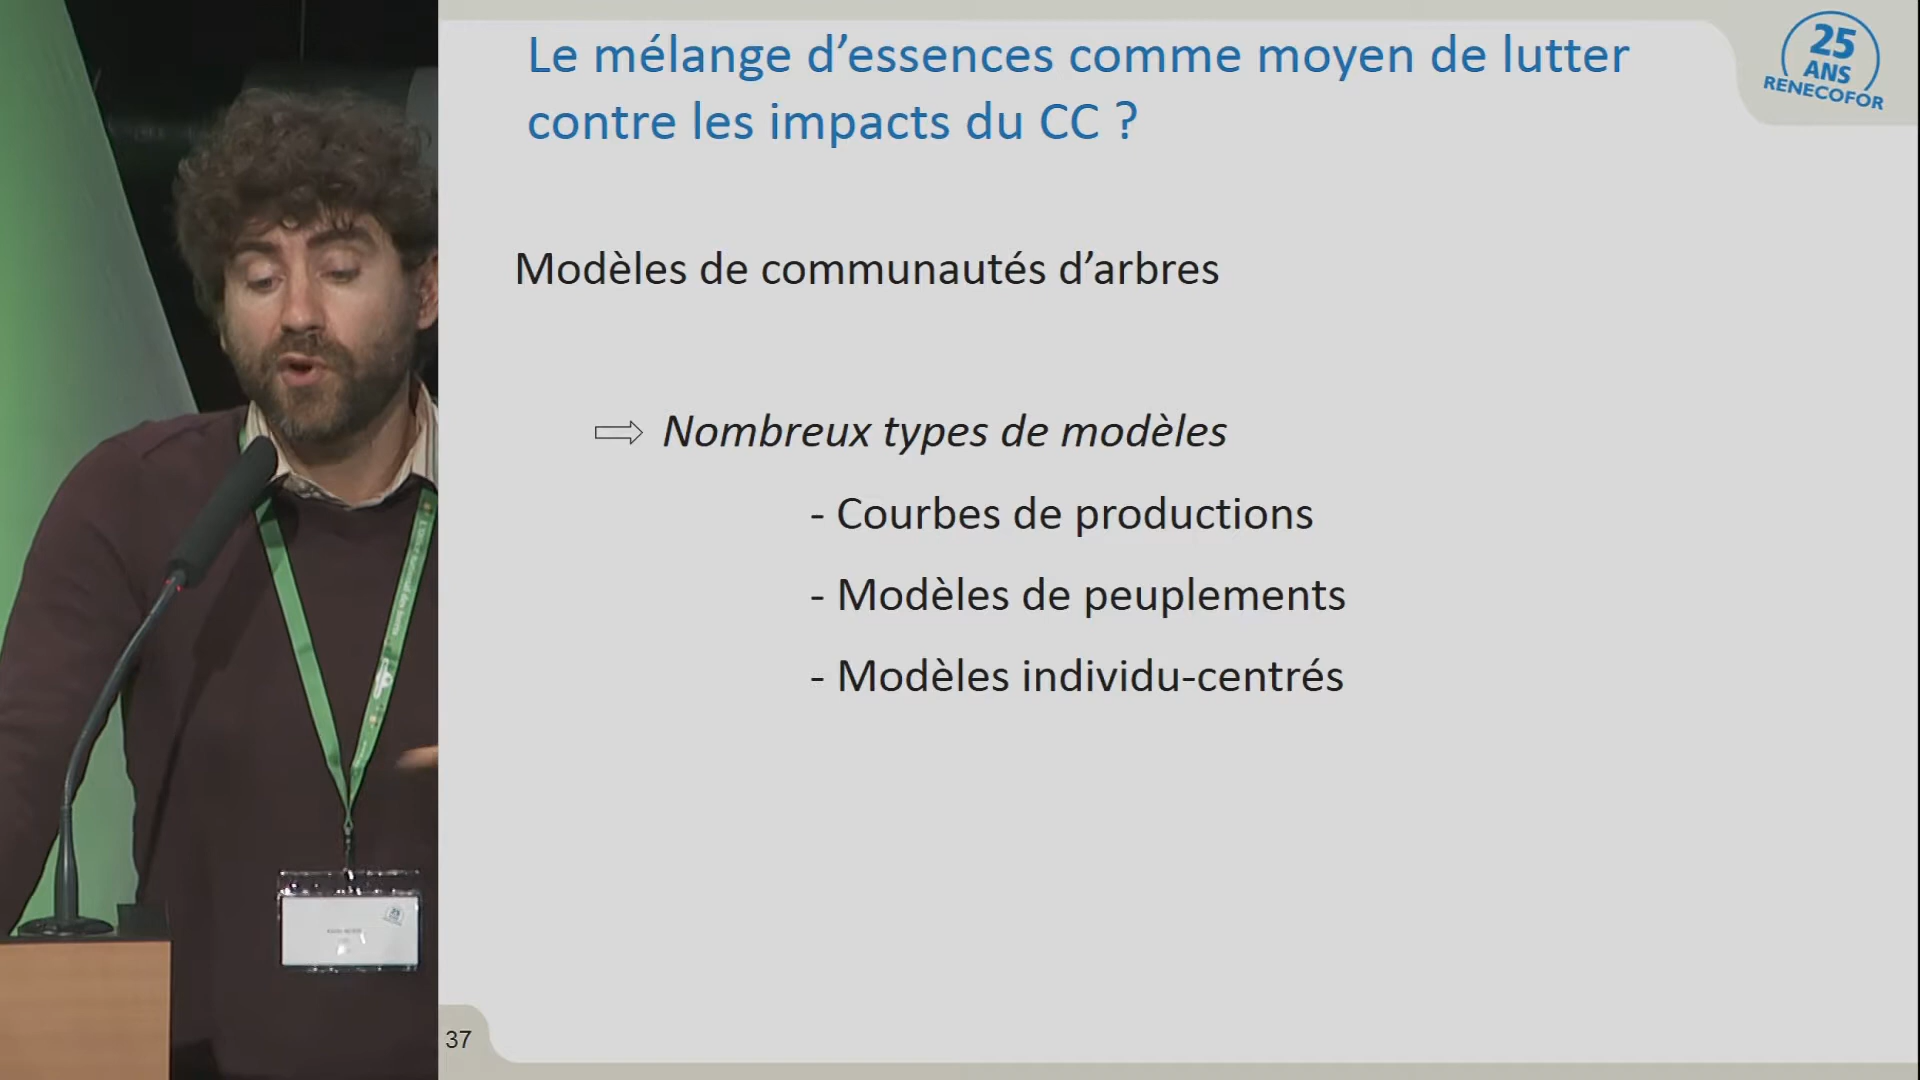 Le mélange d’essences comme moyen de lutter
contre les impacts du CC ?
25
ANS
RENECOFOR
Modèles de communautés d’arbres
Nombreux types de modèles
- Courbes de productions
- Modèles de peuplements
- Modèles individu-centrés
37